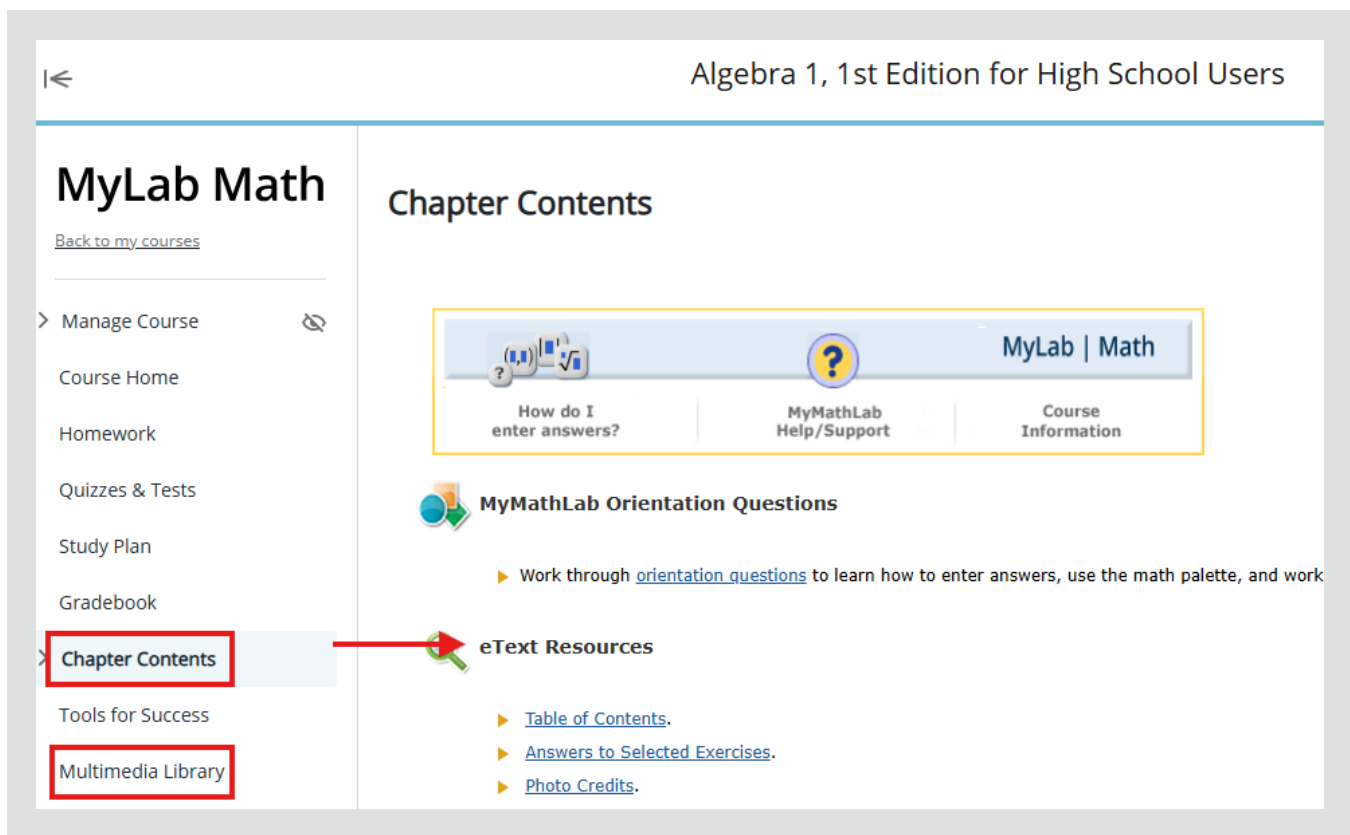 Algebra 1, 1st Edition for High School Users
MyLab Math
Back to my courses
Manage Course
Course Home
Homework
Quizzes & Tests
Study Plan
Gradebook
Chapter Contents
Tools for Success
Multimedia Library
Chapter Contents
MyLab | Math
How do I
enter answers?
MyMathLab
Help/Support
Course
Information
MyMathLab Orientation Questions
Work through orientation questions to learn how to enter answers, use the math palette, and work
eText Resources
Table of Contents.
Answers to Selected Exercises.
Photo Credits.